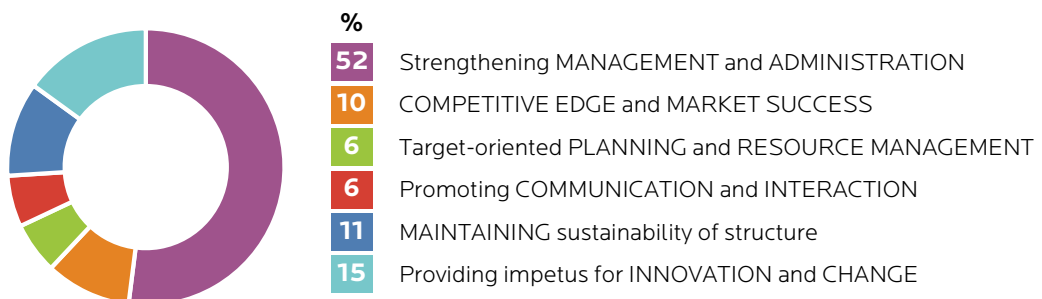 %
52 Strengthening MANAGEMENT and ADMINISTRATION
10 COMPETITIVE EDGE and MARKET SUCCESS
6 Target-oriented PLANNING and RESOURCE MANAGEMENT
6 Promoting COMMUNICATION and INTERACTION
11 MAINTAINING sustainability of structure
15 Providing impetus for INNOVATION and CHANGE